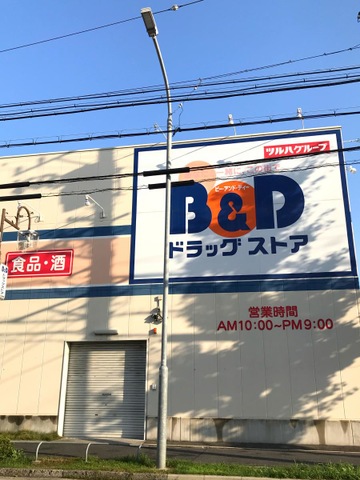 ツルハグループ
ビー・アンド・ディー
B&D
ドラッグストア
食品・酒
営業時間
AM10:00~PM9:00